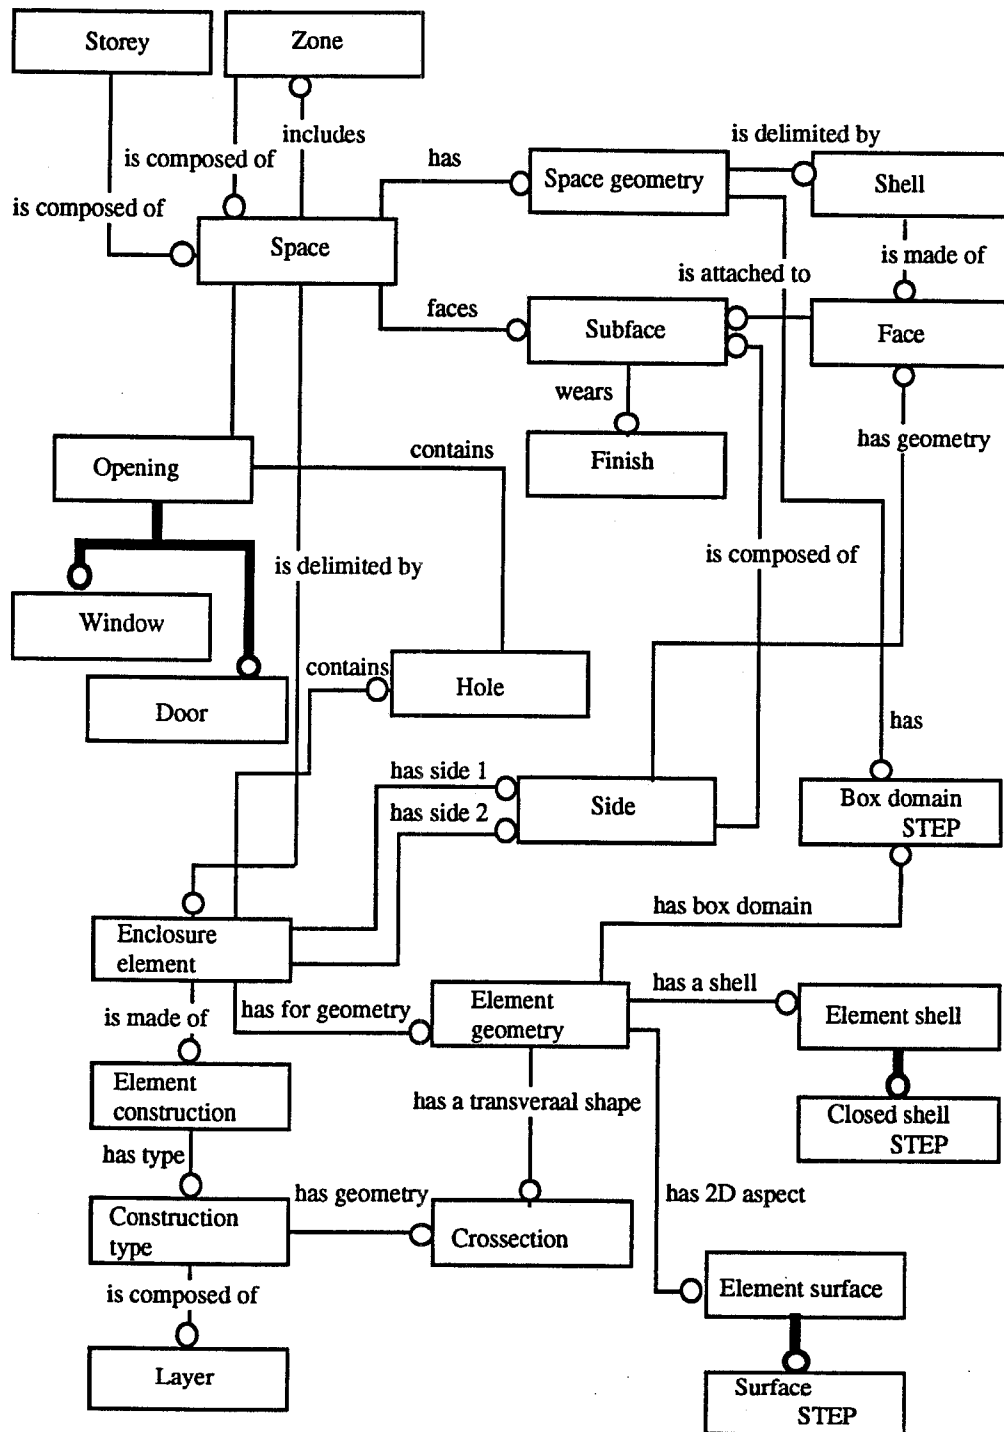 Storey
Zone
includes
is composed of
is composed of
is delimited by
has
Space geometry
Shell
Space
is made of
is attached to
faces
Subface
Face
wears
has geometry
contains
Opening
Finish
is composed of
is delimited by
Window
contains
Hole
Door
has
has side 1
Side
Box domain
STEP
has side 2
has box domain
Enclosure
element
has a shell
is made of
has for geometry
Element
geometry
Element shell
Element
construction
has a transveraal shape
Closed shell
STEP
has type
has geometry
has 2D aspect
Construction
type
Crossection
is composed of
Element surface
Layer
Surface
STEP